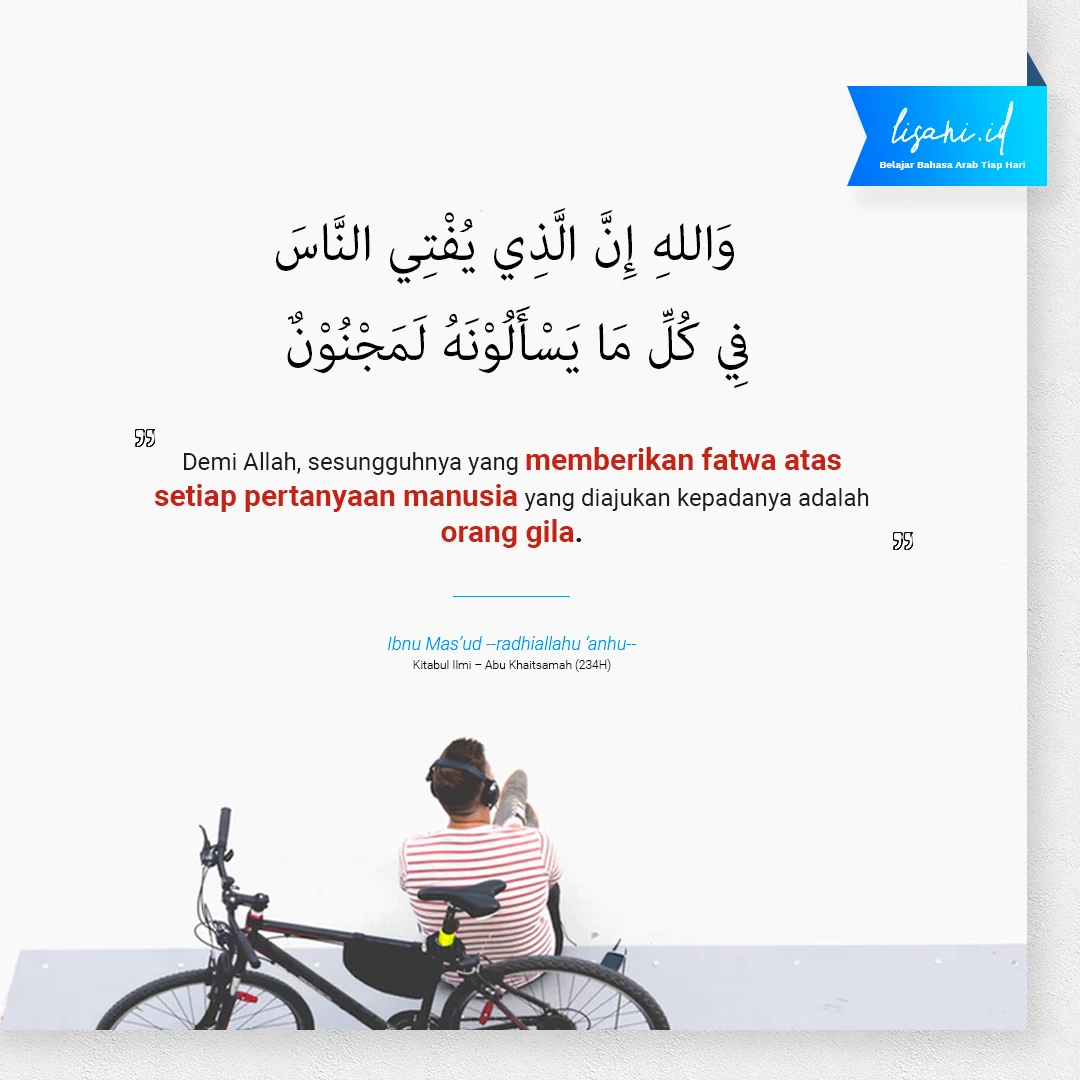 lisani.id
Belajar Bahasa Arab Tiap Hari
وَاللهِ إِنَّ الَّذِي يُفْتِي النَّاسَ
فِي كُلِّ مَا يَسْأَلُوْنَهُ لَمَجْنُوْنٌ
Demi Allah, sesungguhnya yang memberikan fatwa atas
setiap pertanyaan manusia yang diajukan kepadanya adalah
orang gila.
Ibnu Mas’ud --radhiallahu ‘anhu--
Kitabul Ilmi – Abu Khaitsamah (234H)